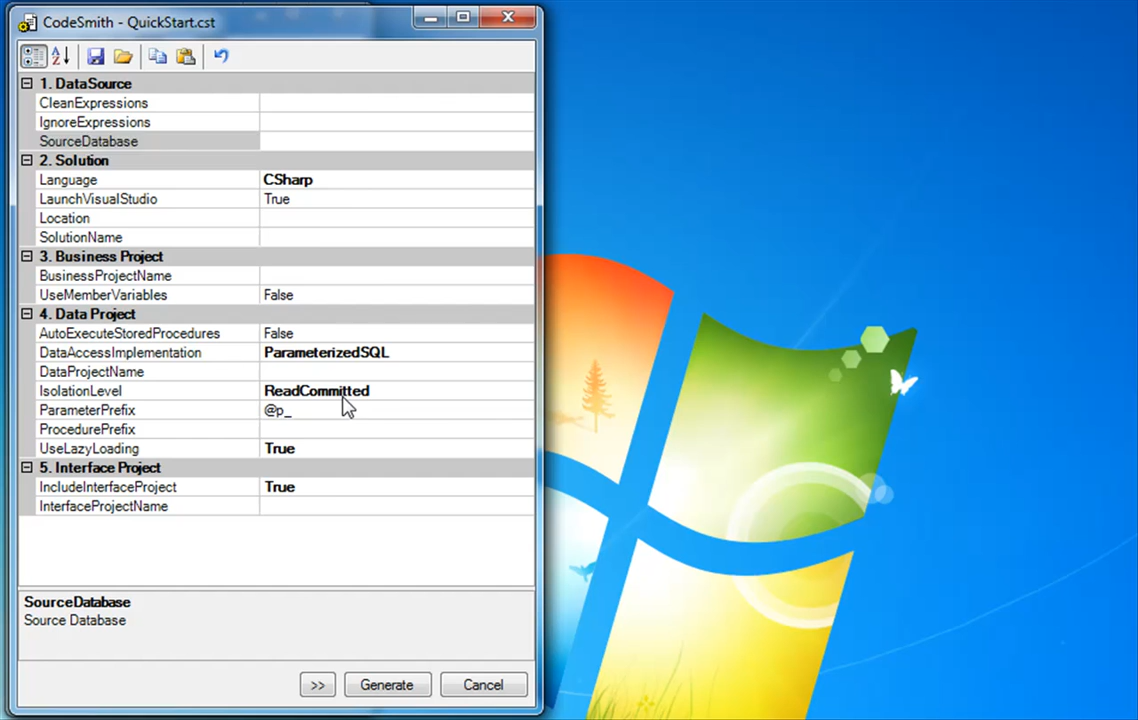 CodeSmith - QuickStart.cst
1. DataSource
CleanExpressions
IgnoreExpressions
SourceDatabase
2. Solution
Language CSharp
LaunchVisualStudio True
Location
SolutionName
3. Business Project
BusinessProjectName
UseMemberVariables False
4. Data Project
AutoExecuteStoredProcedures False
DataAccessImplementation ParameterizedSQL
DataProjectName
IsolationLevel ReadCommitted
ParameterPrefix @p_
ProcedurePrefix
UseLazyLoading True
5. Interface Project
IncludeInterfaceProject True
InterfaceProjectName
SourceDatabase
Source Database
>> Generate Cancel